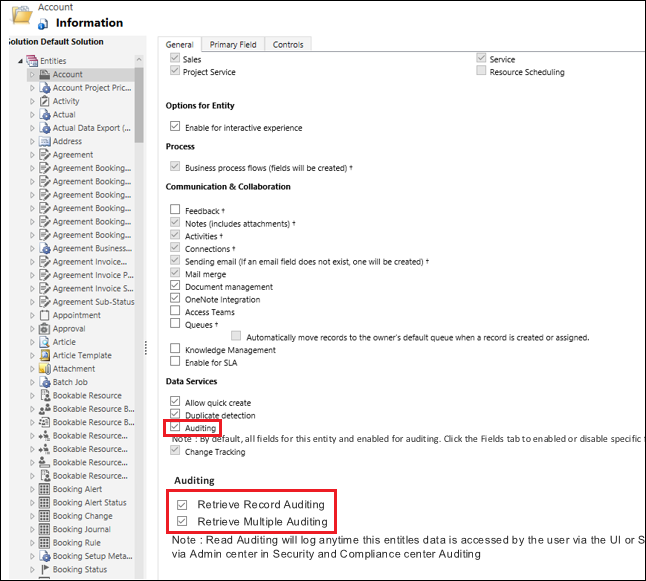 Account
Information
Solution Default Solution
Entities
Account
Account Project Pric...
Activity
Actual
Actual Data Export (...
Address
Agreement
Agreement Booking...
Agreement Booking...
Agreement Booking...
Agreement Booking...
Agreement Booking...
Agreement Booking...
Agreement Business...
Agreement Invoice...
Agreement Invoice P...
Agreement Invoice S...
Agreement Sub-Status
Appointment
Approval
Article
Article Template
Attachment
Batch Job
Bookable Resource
Bookable Resource B...
Bookable Resource B...
Bookable Resource...
Bookable Resource...
Bookable Resource...
Bookable Resource...
Booking Alert
Booking Alert Status
Booking Change
Booking Journal
Booking Rule
Booking Setup Meta...
Booking Status
General Primary Field Controls
Sales Service
Project Service Resource Scheduling
Options for Entity
Enable for interactive experience
Process
Business process flows (fields will be created) †
Communication & Collaboration
Feedback †
Notes (includes attachments) †
Activities †
Connections †
Sending email (If an email field does not exist, one will be created) †
Mail merge
Document management
OneNote Integration
Access Teams
Queues †
Automatically move records to the owner's default queue when a record is created or assigned.
Knowledge Management
Enable for SLA
Data Services
Allow quick create
Duplicate detection
Auditing
Note : By default, all fields for this entity and enabled for auditing. Click the Fields tab to enabled or disable specific f
Change Tracking
Auditing
Retrieve Record Auditing
Retrieve Multiple Auditing
Note : Read Auditing will log anytime this entitles data is accessed by the user via the UI or S
via Admin center in Security and Compliance center Auditing